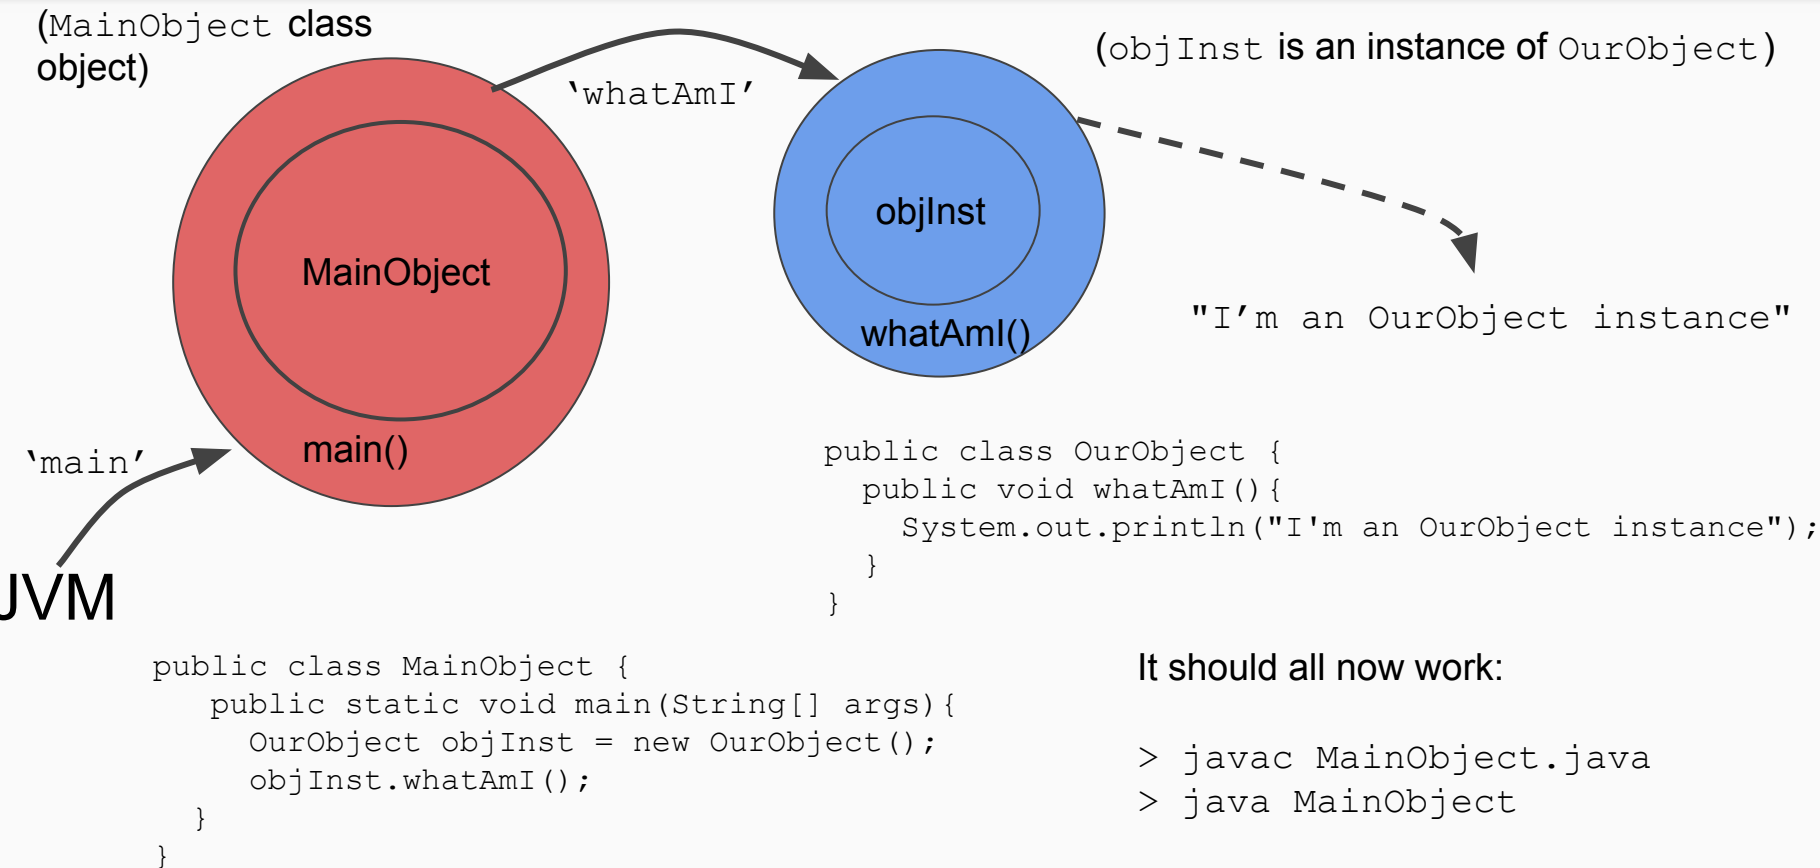 (MainObject class
object)
‘whatAmI’
(objInst is an instance of OurObject)
MainObject
main()
objInst
whatAmI()
"I’m an OurObject instance"
‘main’
JVM
public class OurObject {
  public void whatAmI(){
    System.out.println("I'm an OurObject instance");
  }
}
public class MainObject {
   public static void main(String[] args){
     OurObject objInst = new OurObject();
     objInst.whatAmI();
  }
}
It should all now work:
> javac MainObject.java
> java MainObject